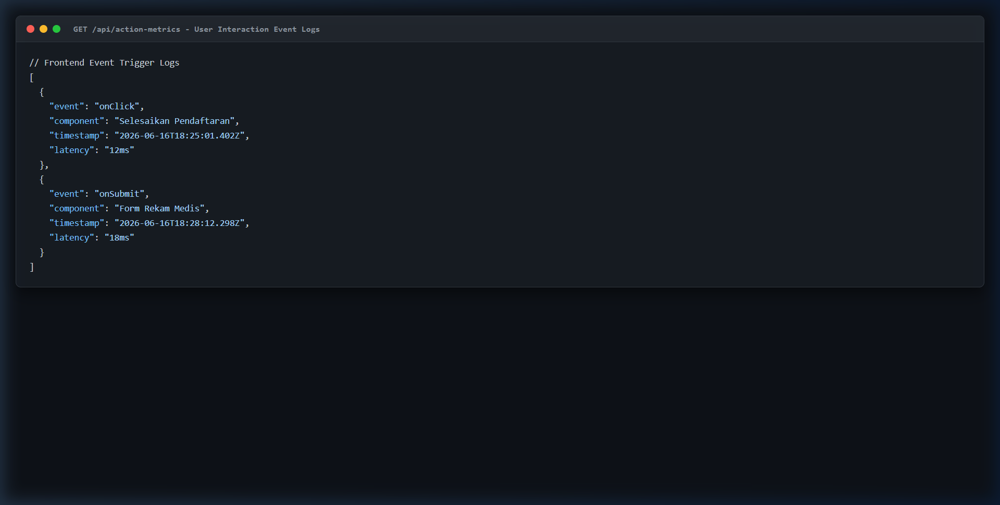 GET /api/action-metrics - User Interaction Event Logs
// Frontend Event Trigger Logs
[
  {
    "event": "onClick",
    "component": "Selesaikan Pendaftaran",
    "timestamp": "2026-06-16T18:25:01.402Z",
    "latency": "12ms"
  },
  {
    "event": "onSubmit",
    "component": "Form Rekam Medis",
    "timestamp": "2026-06-16T18:28:12.298Z",
    "latency": "18ms"
  }
]